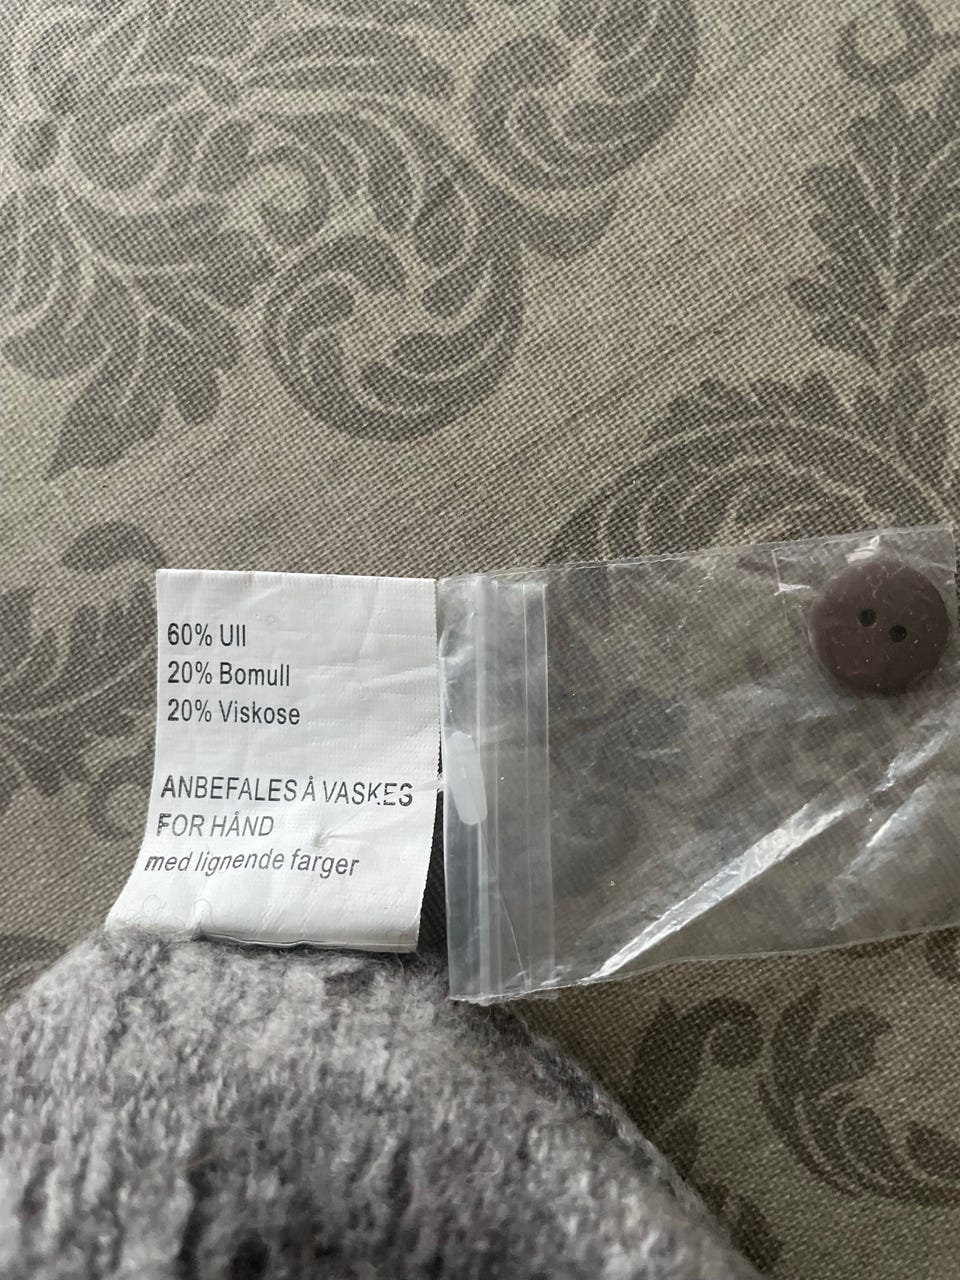 60% Ull
20% Bomull
20% Viskose
ANBEFALES Å VASKES
FOR HÅND
med lignende farger